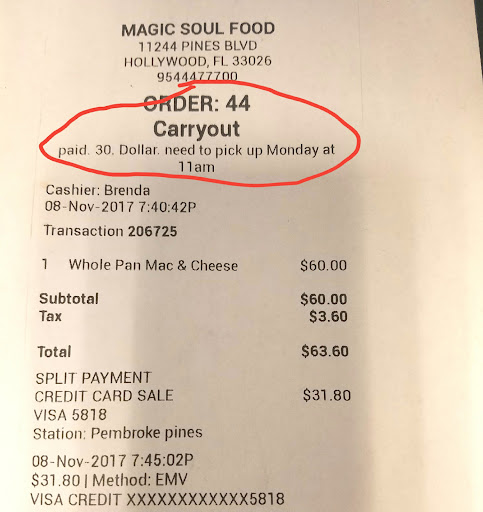 MAGIC SOUL FOOD
11244 PINES BLVD
HOLLYWOOD, FL 33026
9544477700
ORDER: 44
Carryout
paid. 30. Dollar. need to pick up Monday at
11am
Cashier: Brenda
08-Nov-2017 7:40:42P
Transaction 206725
1 Whole Pan Mac & Cheese $60.00
Subtotal $60.00
Tax $3.60
Total $63.60
SPLIT PAYMENT
CREDIT CARD SALE $31.80
VISA 5818
Station: Pembroke pines
08-Nov-2017 7:45:02P
$31.80 | Method: EMV
VISA CREDIT XXXXXXXXXXXX5818